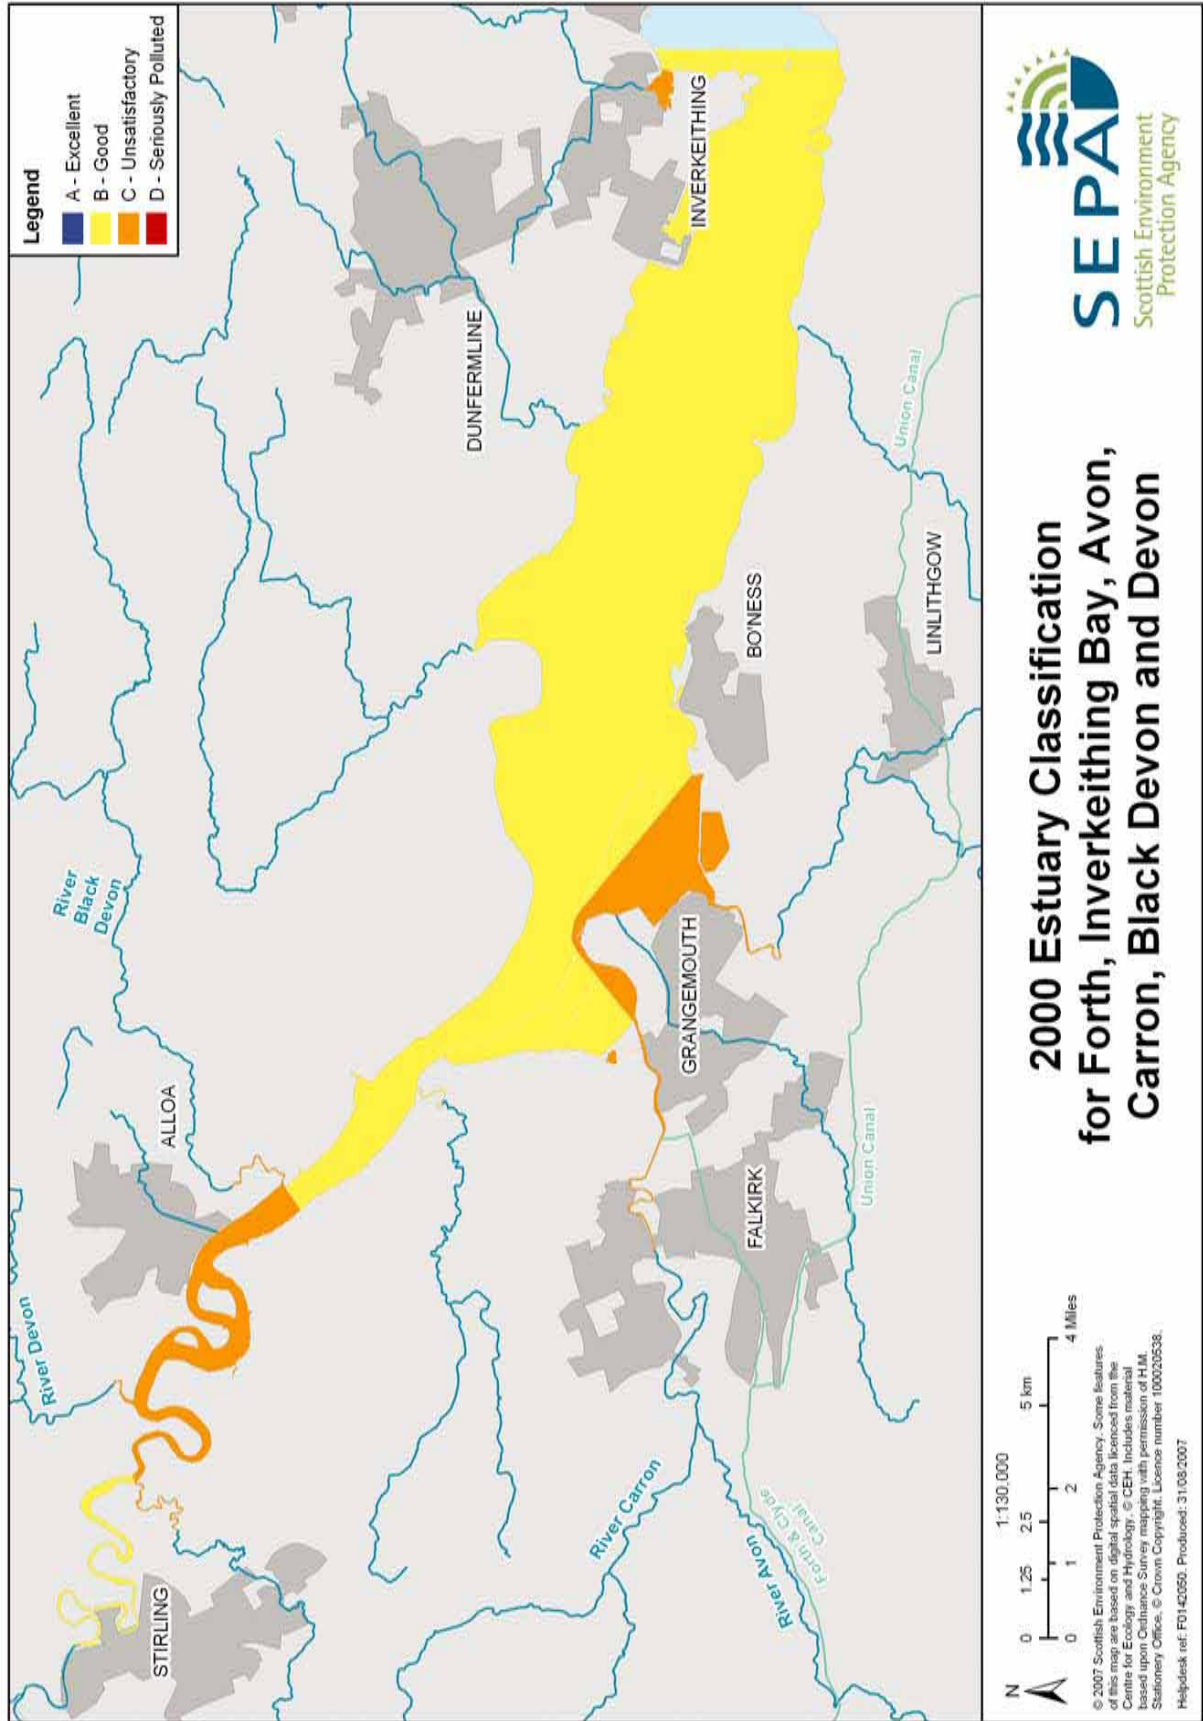 Legend
A - Excellent
B - Good
C - Unsatisfactory
D - Seriously Polluted
River Devon
ALLOA
River
Black
Devon
STIRLING
DUNFERMLINE
INVERKEITHING
River Carron
GRANGEMOUTH
BO'NESS
FALKIRK
River Avon
Forth & Clyde
Canal
Union Canal
LINLITHGOW
Union Canal
N
1:130,000
0 1.25 2.5 5 km
0 1 2 4 Miles
© 2007 Scottish Environment Protection Agency. Some features
of this map are based on digital spatial data licenced from the
Centre for Ecology and Hydrology, © CEH. Includes material
based upon Ordnance Survey mapping with permission of H.M.
Stationery Office, © Crown Copyright. Licence number 100020538.
Helpdesk ref: F0142050. Produced: 31/08/2007
2000 Estuary Classification
for Forth, Inverkeithing Bay, Avon,
Carron, Black Devon and Devon
SEPA
Scottish Environment
Protection Agency